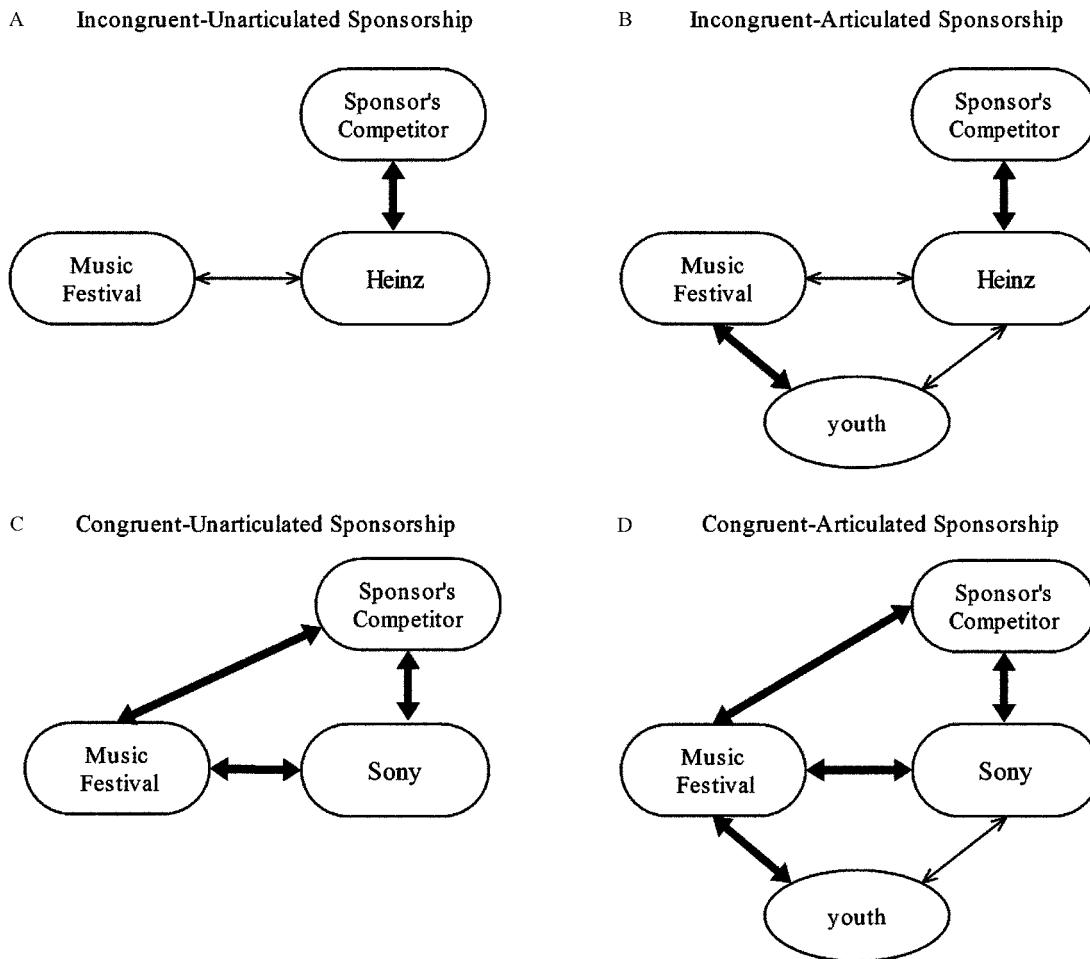 A Incongruent-Unarticulated Sponsorship
Sponsor's
Competitor
Music
Festival
Heinz
B Incongruent-Articulated Sponsorship
Sponsor's
Competitor
Music
Festival
Heinz
youth
C Congruent-Unarticulated Sponsorship
Sponsor's
Competitor
Music
Festival
Sony
D Congruent-Articulated Sponsorship
Sponsor's
Competitor
Music
Festival
Sony
youth